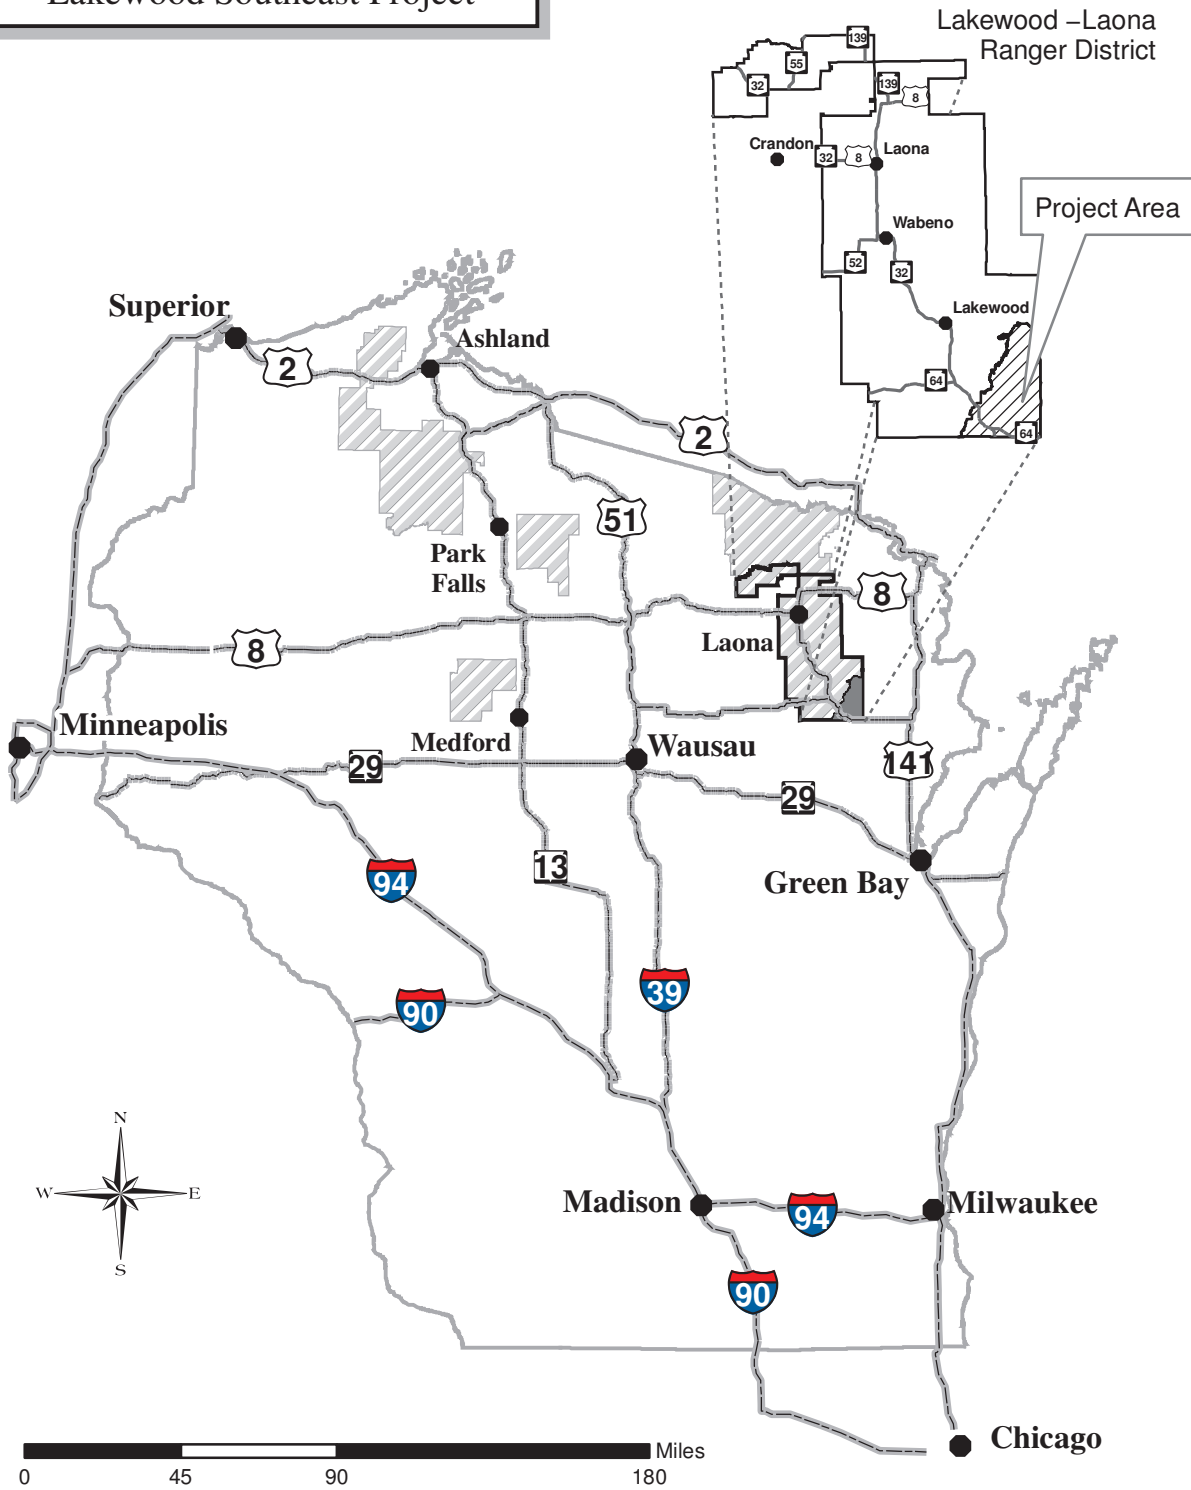 Lakewood Southeast Project
Lakewood –Laona
Ranger District
139
55
32
139
8
Crandon
32
8
Laona
Project Area
Wabeno
52
32
Lakewood
64
64
Superior
Ashland
2
2
51
Park
Falls
8
Laona
8
Minneapolis
Medford
Wausau
141
29
29
13
94
Green Bay
39
90
N
W
E
S
Madison
94
Milwaukee
90
Chicago
Miles
0
45
90
180